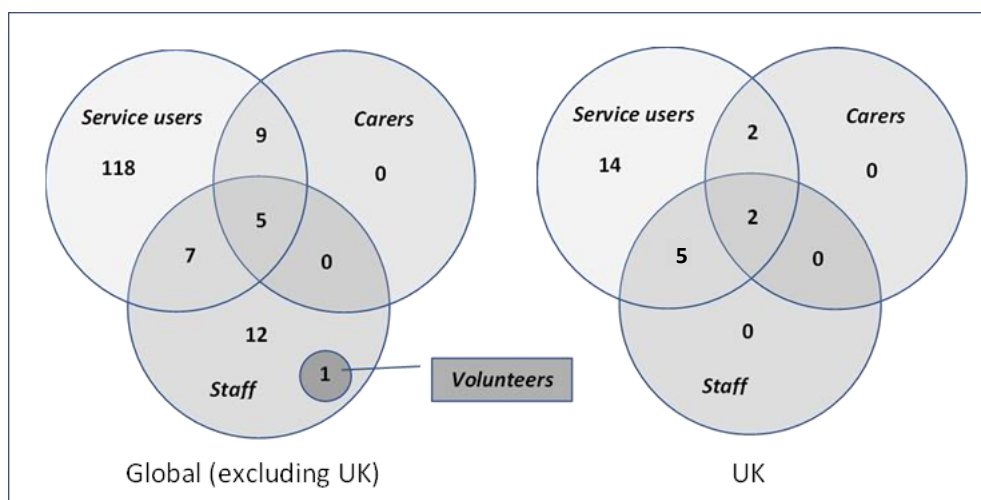 Service users
118
9
Carers
0
5
7
0
12
1
Staff
Volunteers
Global (excluding UK)
Service users
14
2
Carers
0
2
5
0
0
Staff
UK